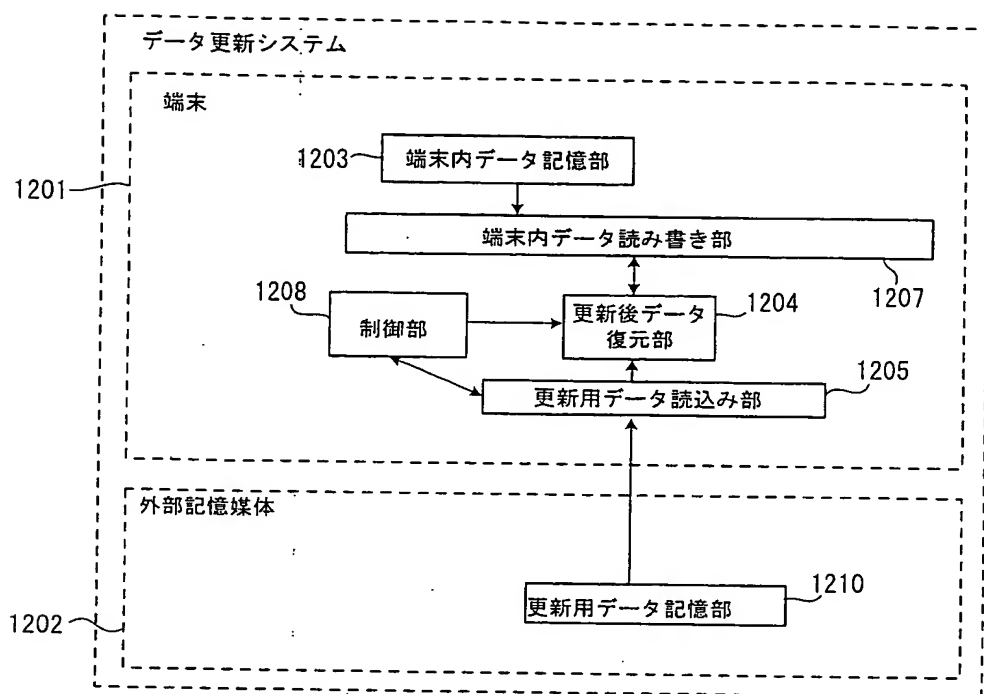 データ更新システム
端末
1203
端末内データ記憶部
1201
端末内データ読み書き部
1207
1208
制御部
更新後データ
復元部
1204
1205
更新用データ読込み部
外部記憶媒体
1210
更新用データ記憶部
1202